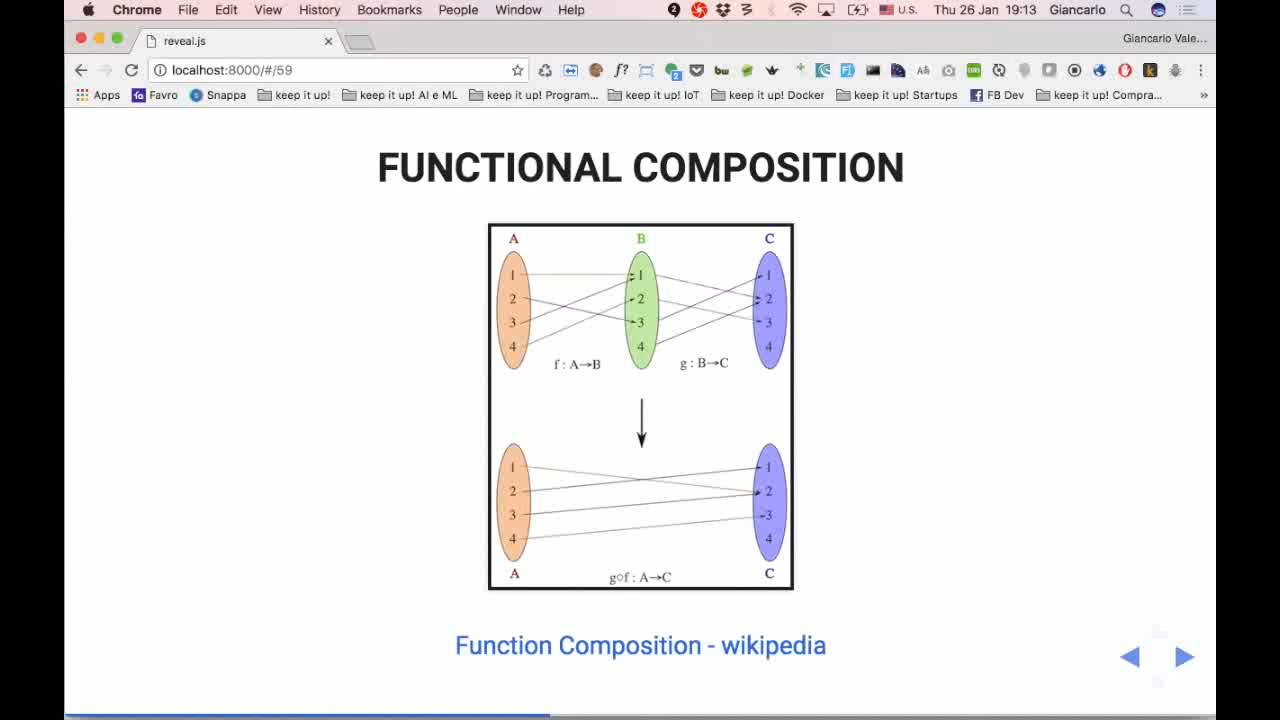 Chrome File Edit View History Bookmarks People Window Help 2 U.S. Thu 26 Jan 19:13 Giancarlo
reveal.js Giancarlo Vale...
localhost:8000/#/59 f? 2 bw
Apps Favro Snappa keep it up! keep it up! AI e ML keep it up! Program... keep it up! IoT keep it up! Docker keep it up! Startups FB Dev keep it up! Compra... »
FUNCTIONAL COMPOSITION
A B C
1 1 1
2 2 2
3 3 3
4 4 4
f : A→B g : B→C
1 1
2 2
3 3
4 4
A g○f : A→C C
Function Composition - wikipedia